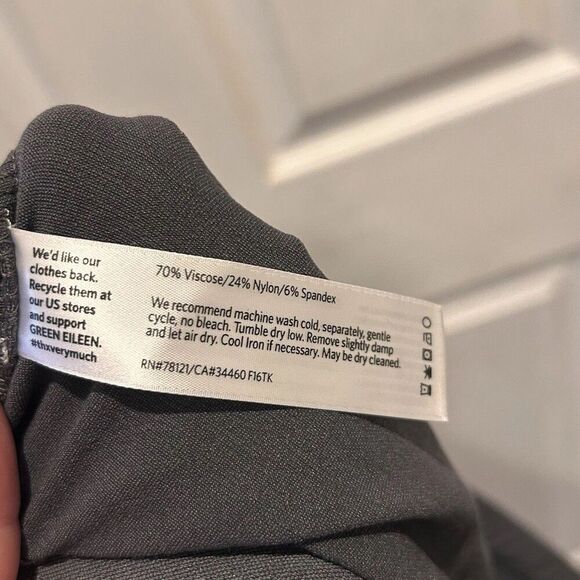 We'd like our
clothes back.
Recycle them at
our US stores
and support
GREEN EILEEN.
#thxverymuch
70% Viscose/24% Nylon/6% Spandex
We recommend machine wash cold, separately, gentle
cycle, no bleach. Tumble dry low. Remove slightly damp
and let air dry. Cool Iron if necessary. May be dry cleaned.
RN#78121/CA#34460 F16TK